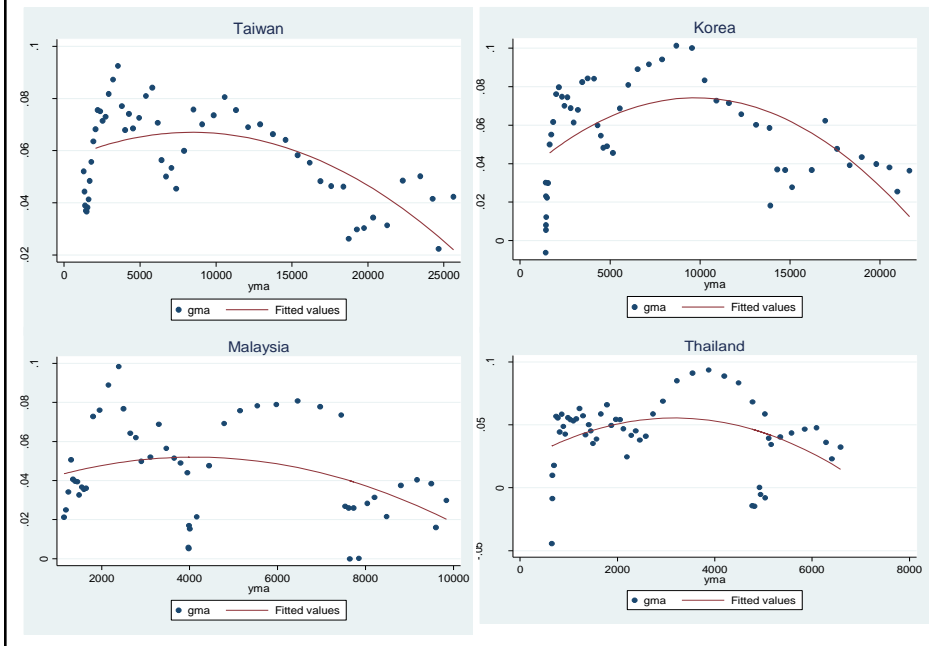 Taiwan
.1
.08
.06
.04
.02
0 5000 10000 15000 20000 25000
yma
gma Fitted values
Korea
.1
.08
.06
.04
.02
0
0 5000 10000 15000 20000
yma
gma Fitted values
Malaysia
.1
.08
.06
.04
.02
0
2000 4000 6000 8000 10000
yma
gma Fitted values
Thailand
.1
.05
0
-.05
0 2000 4000 6000 8000
yma
gma Fitted values